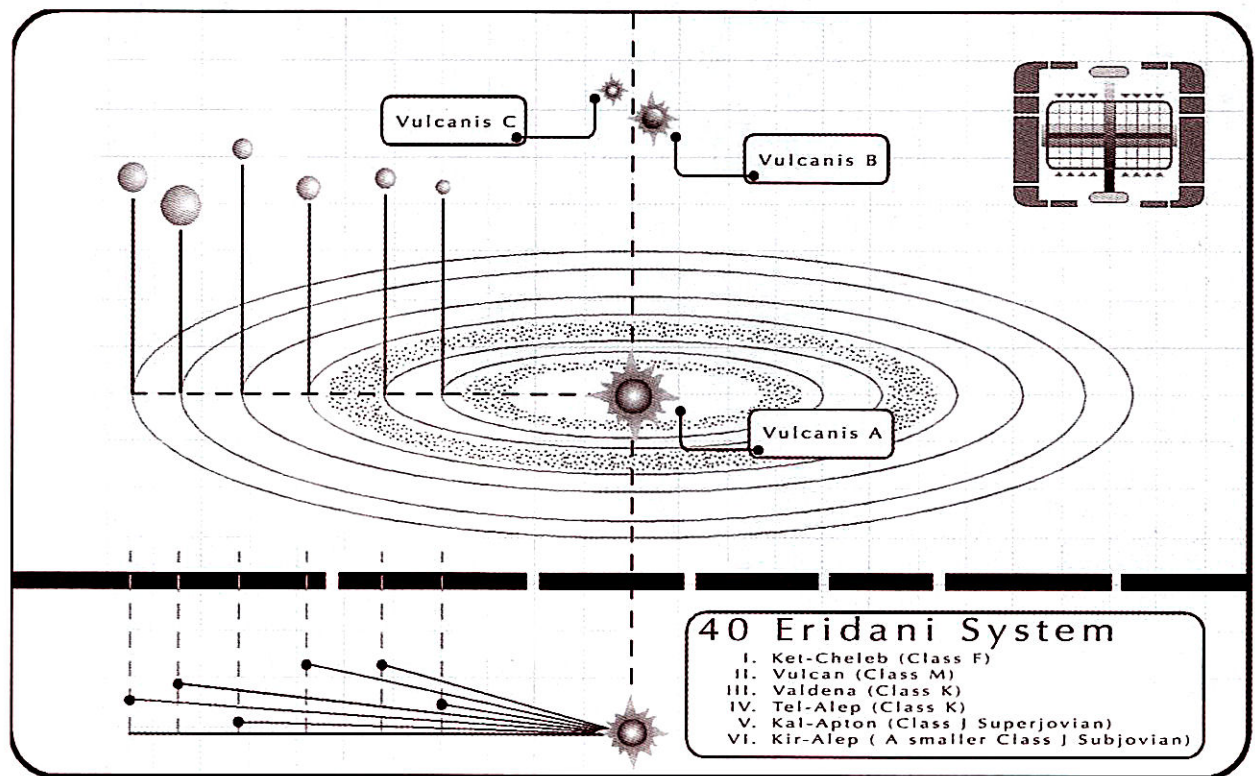 Vulcanis C
Vulcanis B
Vulcanis A
40 Eridani System
I. Ket-Cheleb (Class F)
II. Vulcan (Class M)
III. Valdena (Class K)
IV. Tel-Alep (Class K)
V. Kal-Apton (Class J Superjovian)
VI. Kir-Alep ( A smaller Class J Subjovian)